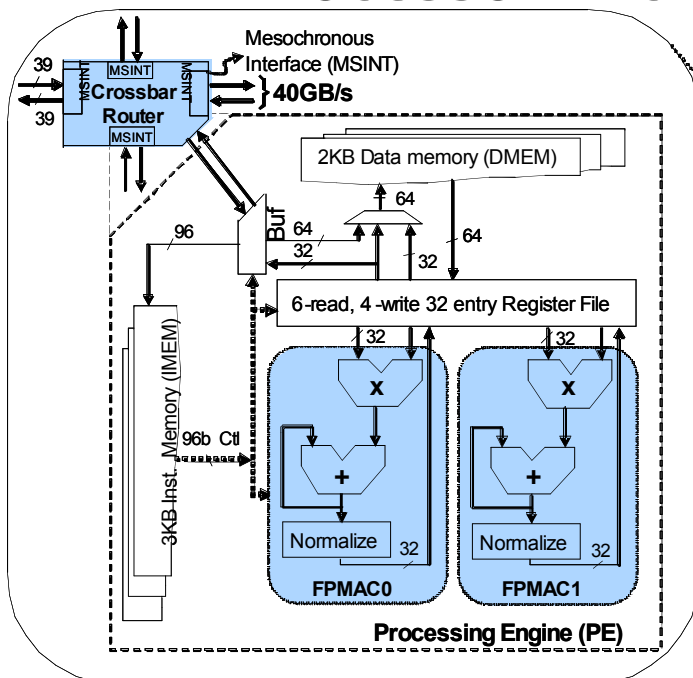 MSINT
Mesochronous
Interface (MSINT)
39
MSINT
MSINT
Crossbar
Router
40GB/s
39
MSINT
2KB Data memory (DMEM)
64
Buf
96
64
64
32
32
6-read, 4-write 32 entry Register File
32
32
3KB Inst. Memory (IMEM)
x
x
96b Ctl
+
+
Normalize
32
Normalize
32
FPMAC0
FPMAC1
Processing Engine (PE)